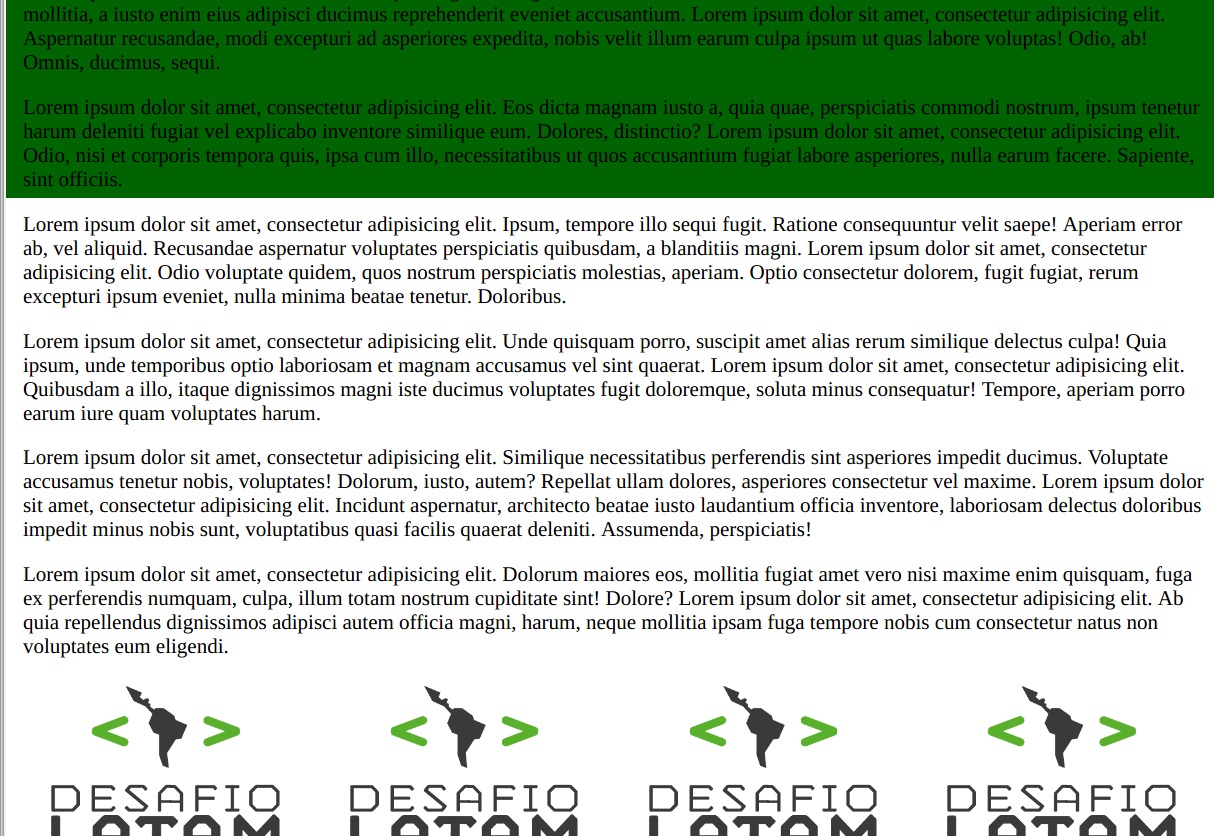 mollitia, a iusto enim eius adipisci ducimus reprehenderit eveniet accusantium. Lorem ipsum dolor sit amet, consectetur adipisicing elit.
Aspernatur recusandae, modi excepturi ad asperiores expedita, nobis velit illum earum culpa ipsum ut quas labore voluptas! Odio, ab!
Omnis, ducimus, sequi.
Lorem ipsum dolor sit amet, consectetur adipisicing elit. Eos dicta magnam iusto a, quia quae, perspiciatis commodi nostrum, ipsum tenetur
harum deleniti fugiat vel explicabo inventore similique eum. Dolores, distinctio? Lorem ipsum dolor sit amet, consectetur adipisicing elit.
Odio, nisi et corporis tempora quis, ipsa cum illo, necessitatibus ut quos accusantium fugiat labore asperiores, nulla earum facere. Sapiente,
sint officiis.
Lorem ipsum dolor sit amet, consectetur adipisicing elit. Ipsum, tempore illo sequi fugit. Ratione consequuntur velit saepe! Aperiam error
ab, vel aliquid. Recusandae aspernatur voluptates perspiciatis quibusdam, a blanditiis magni. Lorem ipsum dolor sit amet, consectetur
adipisicing elit. Odio voluptate quidem, quos nostrum perspiciatis molestias, aperiam. Optio consectetur dolorem, fugit fugiat, rerum
excepturi ipsum eveniet, nulla minima beatae tenetur. Doloribus.
Lorem ipsum dolor sit amet, consectetur adipisicing elit. Unde quisquam porro, suscipit amet alias rerum similique delectus culpa! Quia
ipsum, unde temporibus optio laboriosam et magnam accusamus vel sint quaerat. Lorem ipsum dolor sit amet, consectetur adipisicing elit.
Quibusdam a illo, itaque dignissimos magni iste ducimus voluptates fugit doloremque, soluta minus consequatur! Tempore, aperiam porro
earum iure quam voluptates harum.
Lorem ipsum dolor sit amet, consectetur adipisicing elit. Similique necessitatibus perferendis sint asperiores impedit ducimus. Voluptate
accusamus tenetur nobis, voluptates! Dolorum, iusto, autem? Repellat ullam dolores, asperiores consectetur vel maxime. Lorem ipsum dolor
sit amet, consectetur adipisicing elit. Incidunt aspernatur, architecto beatae iusto laudantium officia inventore, laboriosam delectus doloribus
impedit minus nobis sunt, voluptatibus quasi facilis quaerat deleniti. Assumenda, perspiciatis!
Lorem ipsum dolor sit amet, consectetur adipisicing elit. Dolorum maiores eos, mollitia fugiat amet vero nisi maxime enim quisquam, fuga
ex perferendis numquam, culpa, illum totam nostrum cupiditate sint! Dolore? Lorem ipsum dolor sit amet, consectetur adipisicing elit. Ab
quia repellendus dignissimos adipisci autem officia magni, harum, neque mollitia ipsam fuga tempore nobis cum consectetur natus non
voluptates eum eligendi.
< > < > < > < >
DESAFIO DESAFIO DESAFIO DESAFIO
LATAM LATAM LATAM LATAM